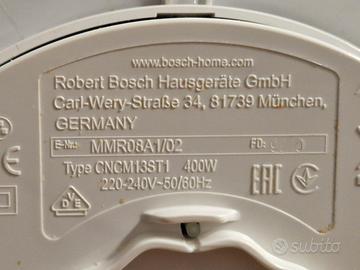 www.bosch-home.com
Robert Bosch Hausgeräte GmbH
Carl-Wery-Straße 34, 81739 München,
GERMANY
E-Nr.: MMR08A1/02 FD:
Type CNCM13ST1 400W
220-240V~50/60Hz
EAC
D E
subito